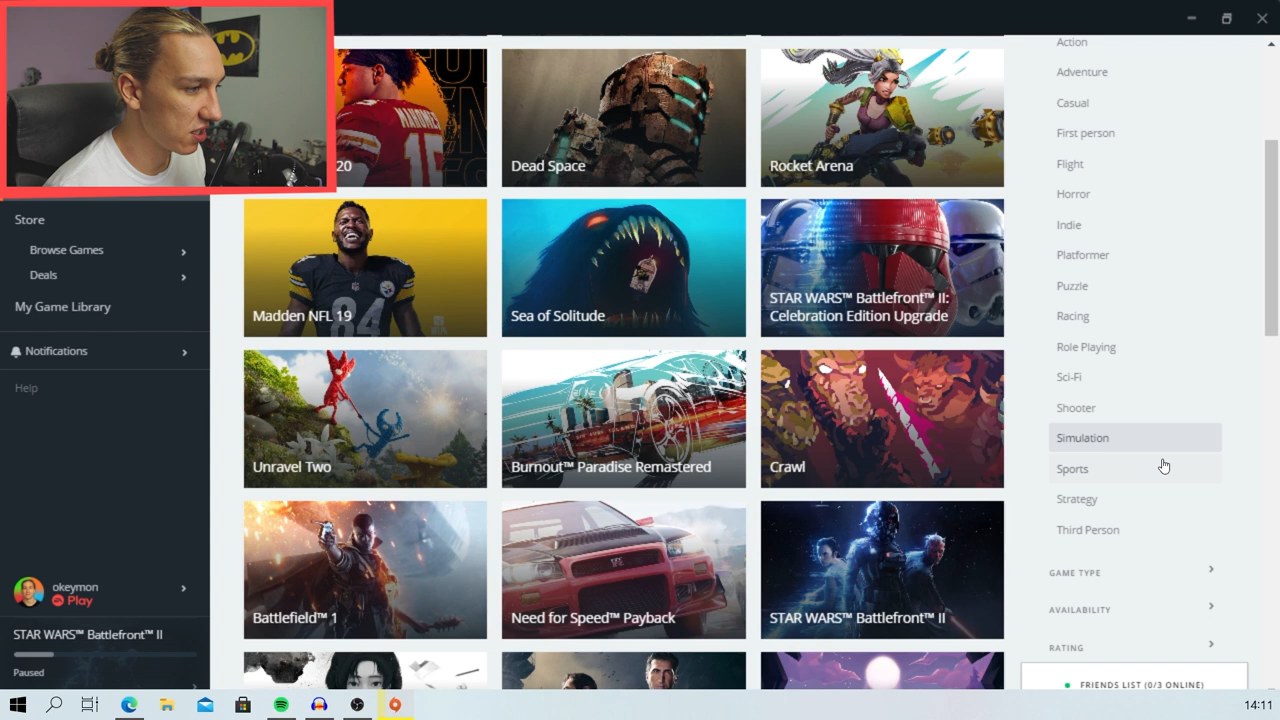 20
Dead Space
Rocket Arena
MAHOMES
15
Store
Browse Games
Deals
My Game Library
Notifications
Help
Madden NFL 19
84
Sea of Solitude
STAR WARS™ Battlefront™ II:
Celebration Edition Upgrade
Unravel Two
Burnout™ Paradise Remastered
Crawl
Battlefield™ 1
Need for Speed™ Payback
STAR WARS™ Battlefront™ II
okeymon
Play
STAR WARS™ Battlefront™ II
Paused
Action
Adventure
Casual
First person
Flight
Horror
Indie
Platformer
Puzzle
Racing
Role Playing
Sci-Fi
Shooter
Simulation
Sports
Strategy
Third Person
GAME TYPE
AVAILABILITY
RATING
FRIENDS LIST (0/3 ONLINE)
14:11